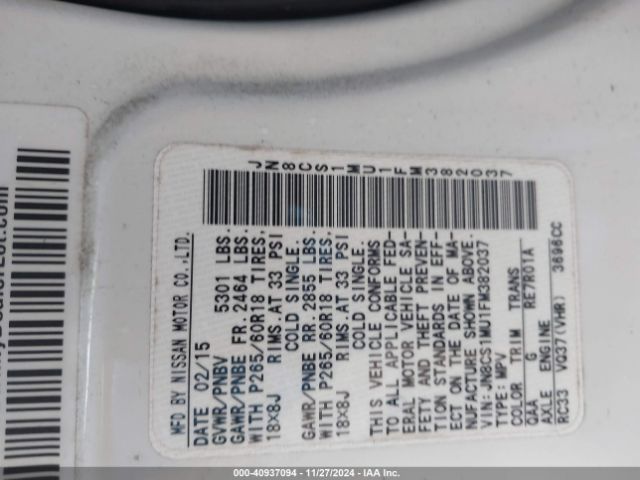 JN8CS1MU1FM382037
MFD BY NISSAN MOTOR CO.,LTD.
DATE 02/15
GVWR/PNBV 5301 LBS.
GAWR/PNBE FR. 2464 LBS.
WITH P265/60R18 TIRES,
18X8J RIMS. AT 33 PSI
COLD SINGLE.
GAWR/PNBE RR. 2855 LBS.
WITH P265/60R18 TIRES,
18X8J RIMS. AT 33 PSI
COLD SINGLE.
THIS VEHICLE CONFORMS
TO ALL APPLICABLE FED-
ERAL MOTOR VEHICLE SA-
FETY AND THEFT PREVEN-
TION STANDARDS IN EFF-
ECT ON THE DATE OF MA-
NUFACTURE SHOWN ABOVE.
VIN:JN8CS1MU1FM382037
TYPE: MPV
COLOR TRIM TRANS
QAA G RE7R01A
AXLE ENGINE
RC33 VQ37(VHR) 3696CC
000-40937094 - 11/27/2024 - IAA Inc.